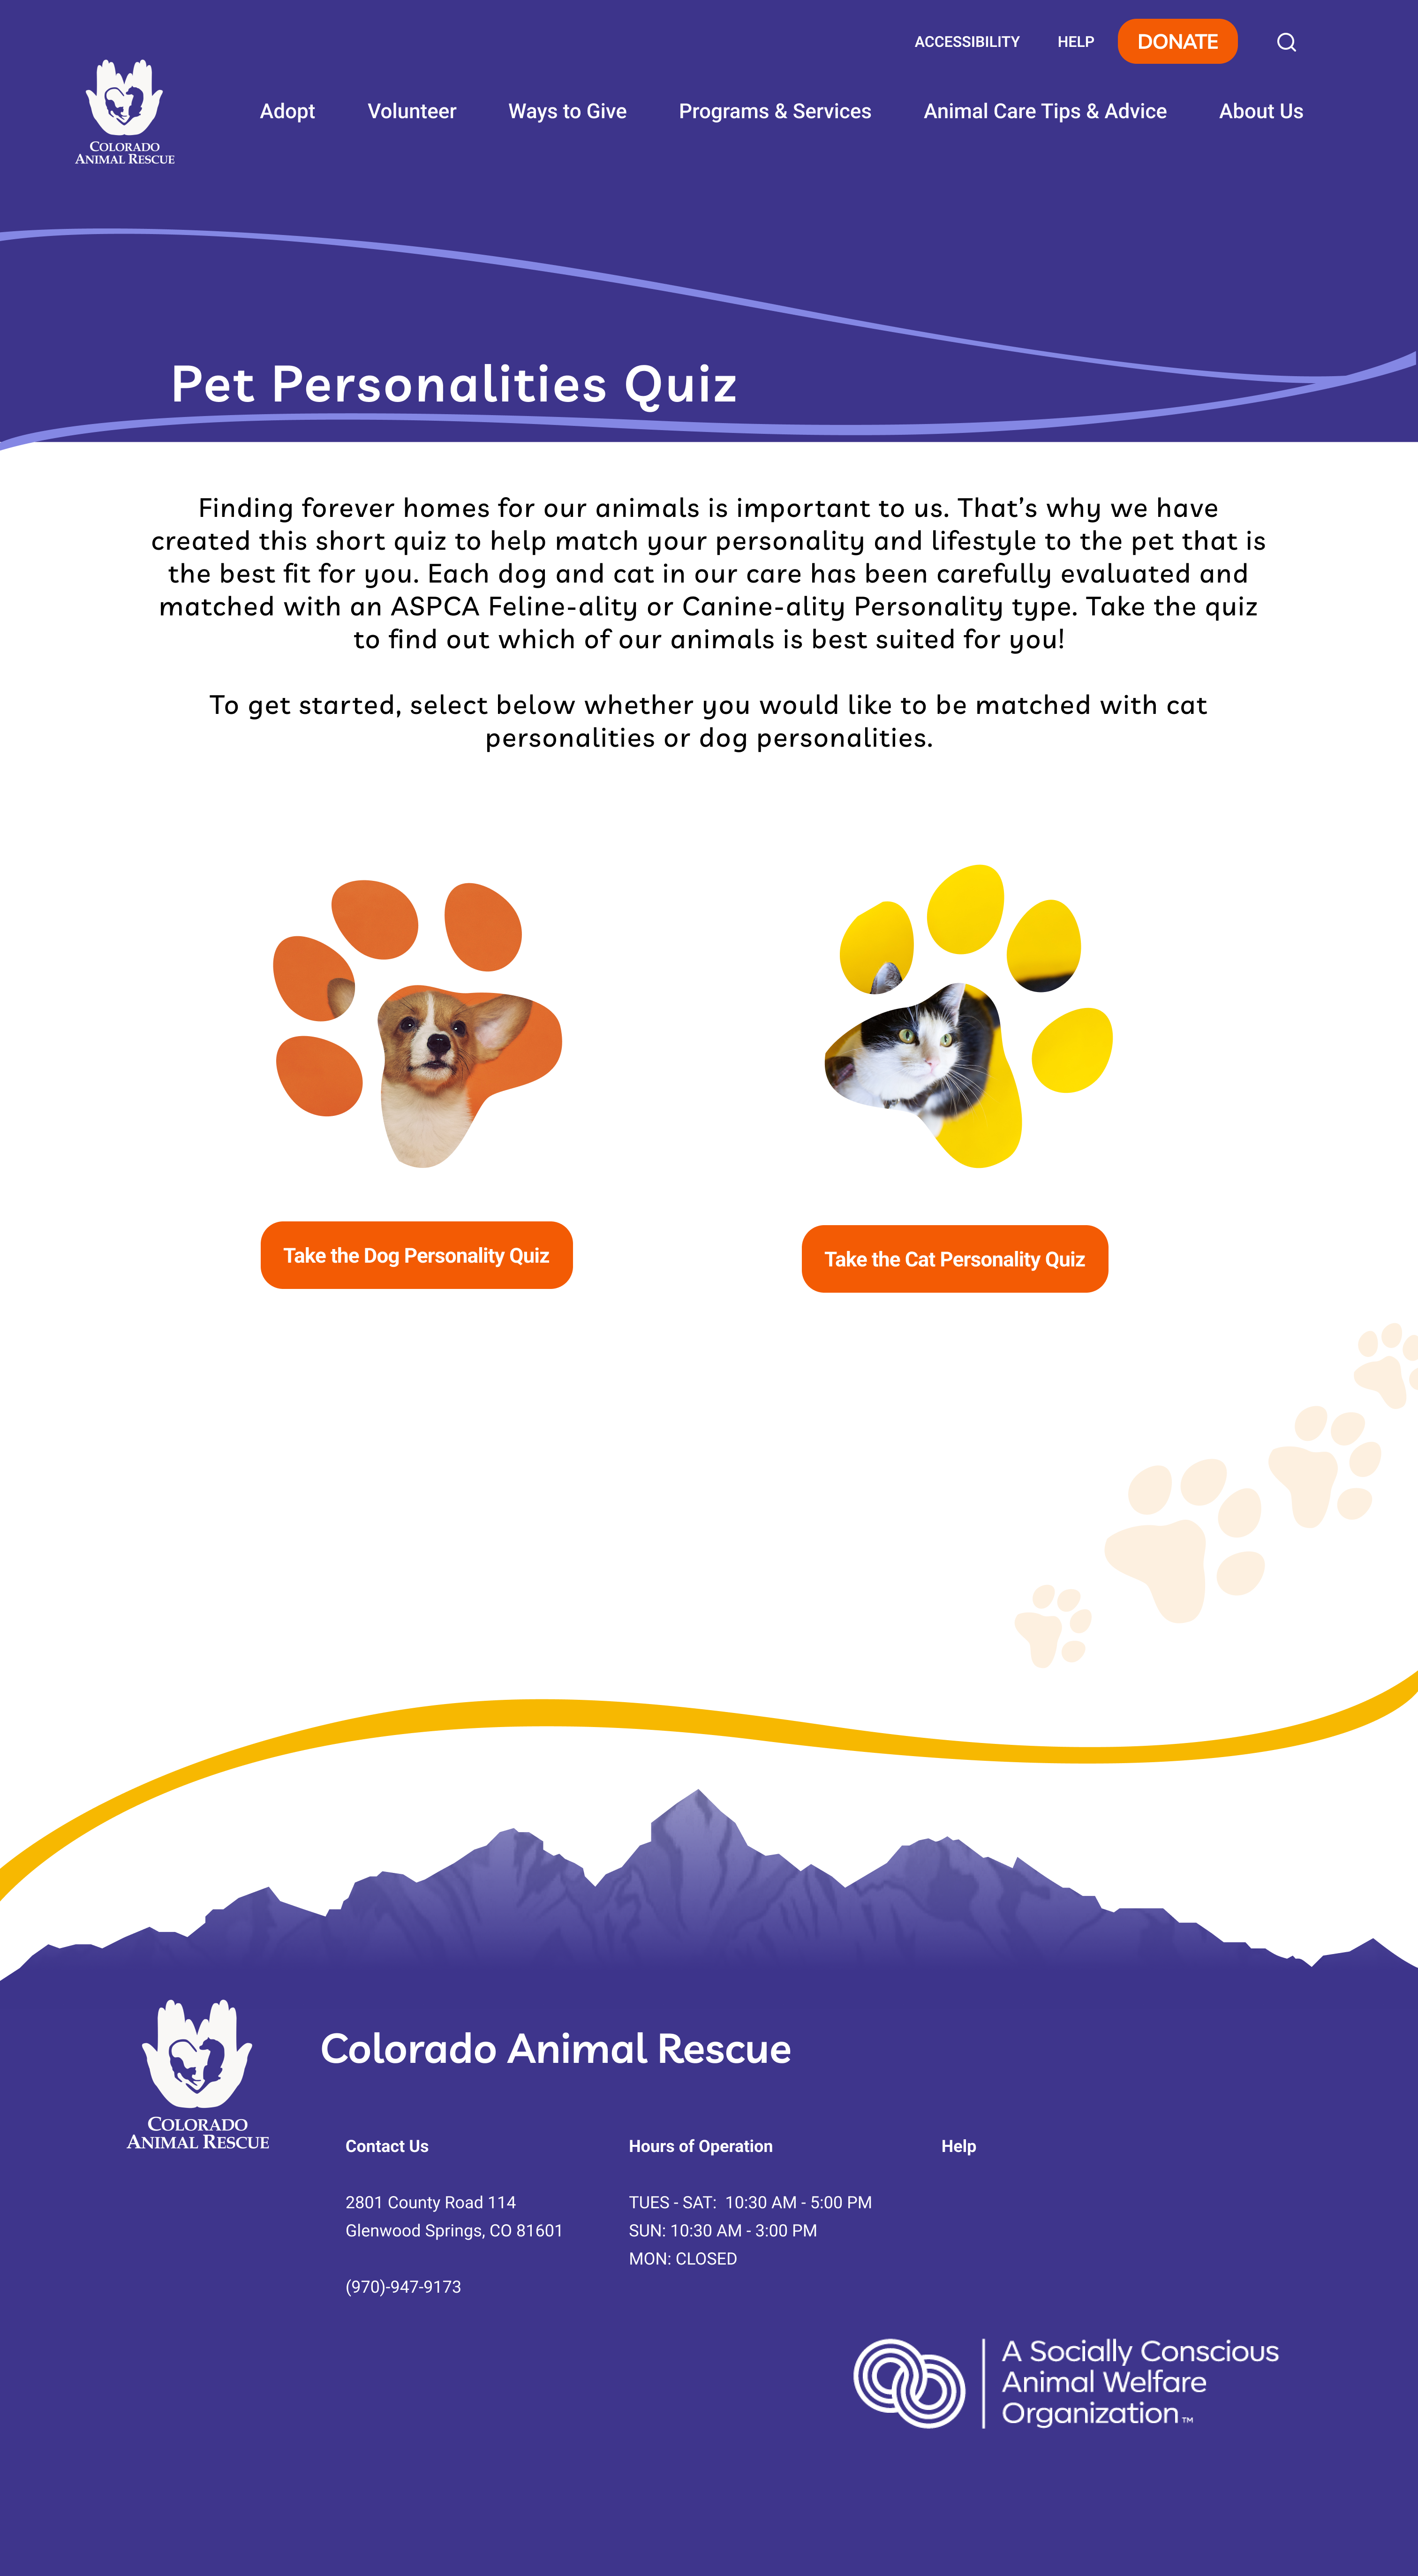 ACCESSIBILITY
HELP
DONATE
COLORADO
ANIMAL RESCUE
Adopt
Volunteer
Ways to Give
Programs & Services
Animal Care Tips & Advice
About Us
Pet Personalities Quiz
Finding forever homes for our animals is important to us. That’s why we have
created this short quiz to help match your personality and lifestyle to the pet that is
the best fit for you. Each dog and cat in our care has been carefully evaluated and
matched with an ASPCA Feline-ality or Canine-ality Personality type. Take the quiz
to find out which of our animals is best suited for you!
To get started, select below whether you would like to be matched with cat
personalities or dog personalities.
Take the Dog Personality Quiz
Take the Cat Personality Quiz
COLORADO
ANIMAL RESCUE
Colorado Animal Rescue
Contact Us
2801 County Road 114
Glenwood Springs, CO 81601
(970)-947-9173
Hours of Operation
TUES - SAT:  10:30 AM - 5:00 PM
SUN: 10:30 AM - 3:00 PM
MON: CLOSED
Help
A Socially Conscious
Animal Welfare
Organization™